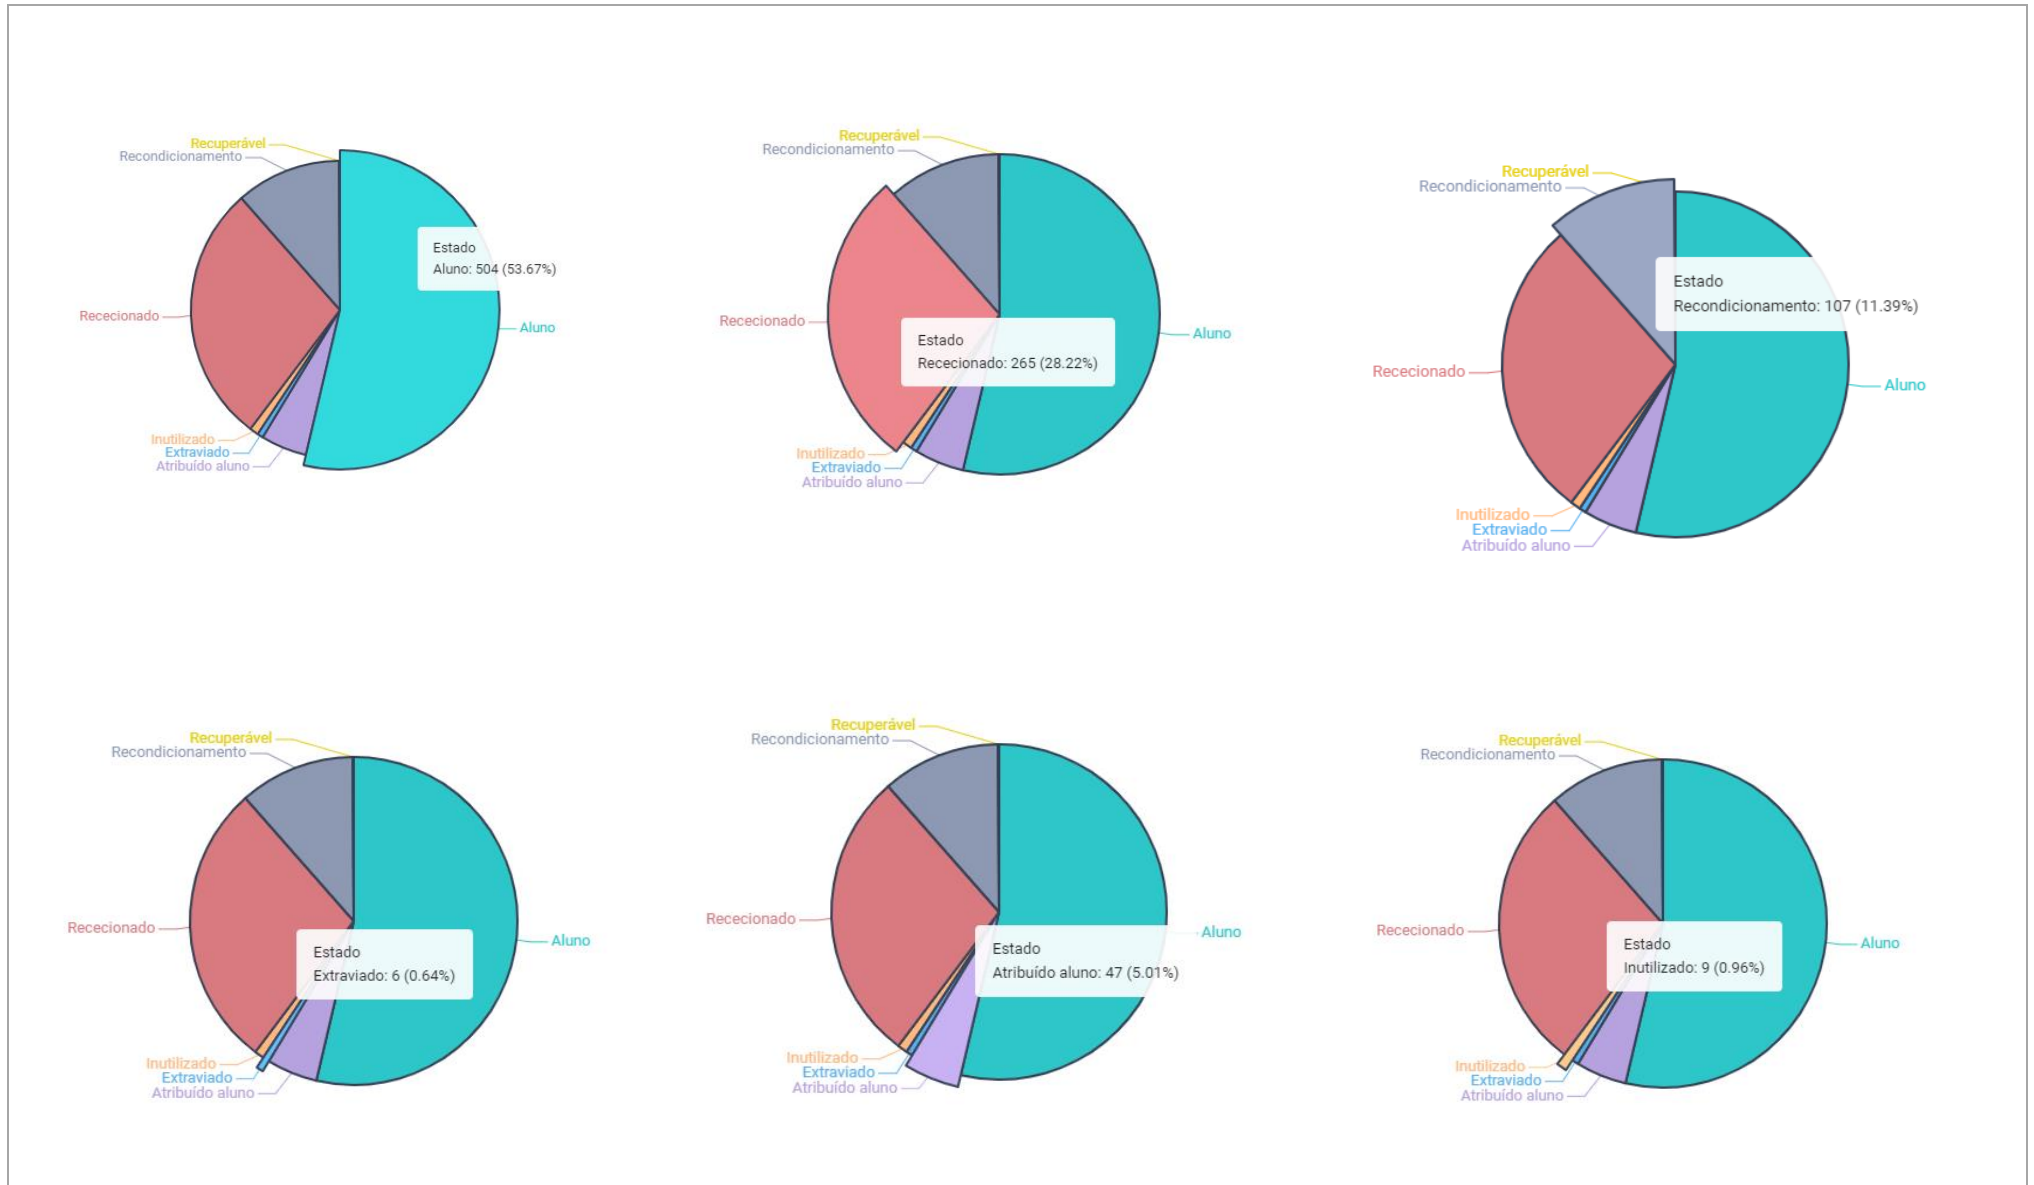 Recuperável
Recondicionamento
Estado
Aluno: 504 (53.67%)
Rececionado
Aluno
Inutilizado
Extraviado
Atribuído aluno
Recuperável
Recondicionamento
Rececionado
Aluno
Estado
Rececionado: 265 (28.22%)
Inutilizado
Extraviado
Atribuído aluno
Recuperável
Recondicionamento
Estado
Recondicionamento: 107 (11.39%)
Rececionado
Aluno
Inutilizado
Extraviado
Atribuído aluno
Recuperável
Recondicionamento
Rececionado
Aluno
Estado
Extraviado: 6 (0.64%)
Inutilizado
Extraviado
Atribuído aluno
Recuperável
Recondicionamento
Rececionado
Aluno
Estado
Atribuído aluno: 47 (5.01%)
Inutilizado
Extraviado
Atribuído aluno
Recuperável
Recondicionamento
Rececionado
Aluno
Estado
Inutilizado: 9 (0.96%)
Inutilizado
Extraviado
Atribuído aluno